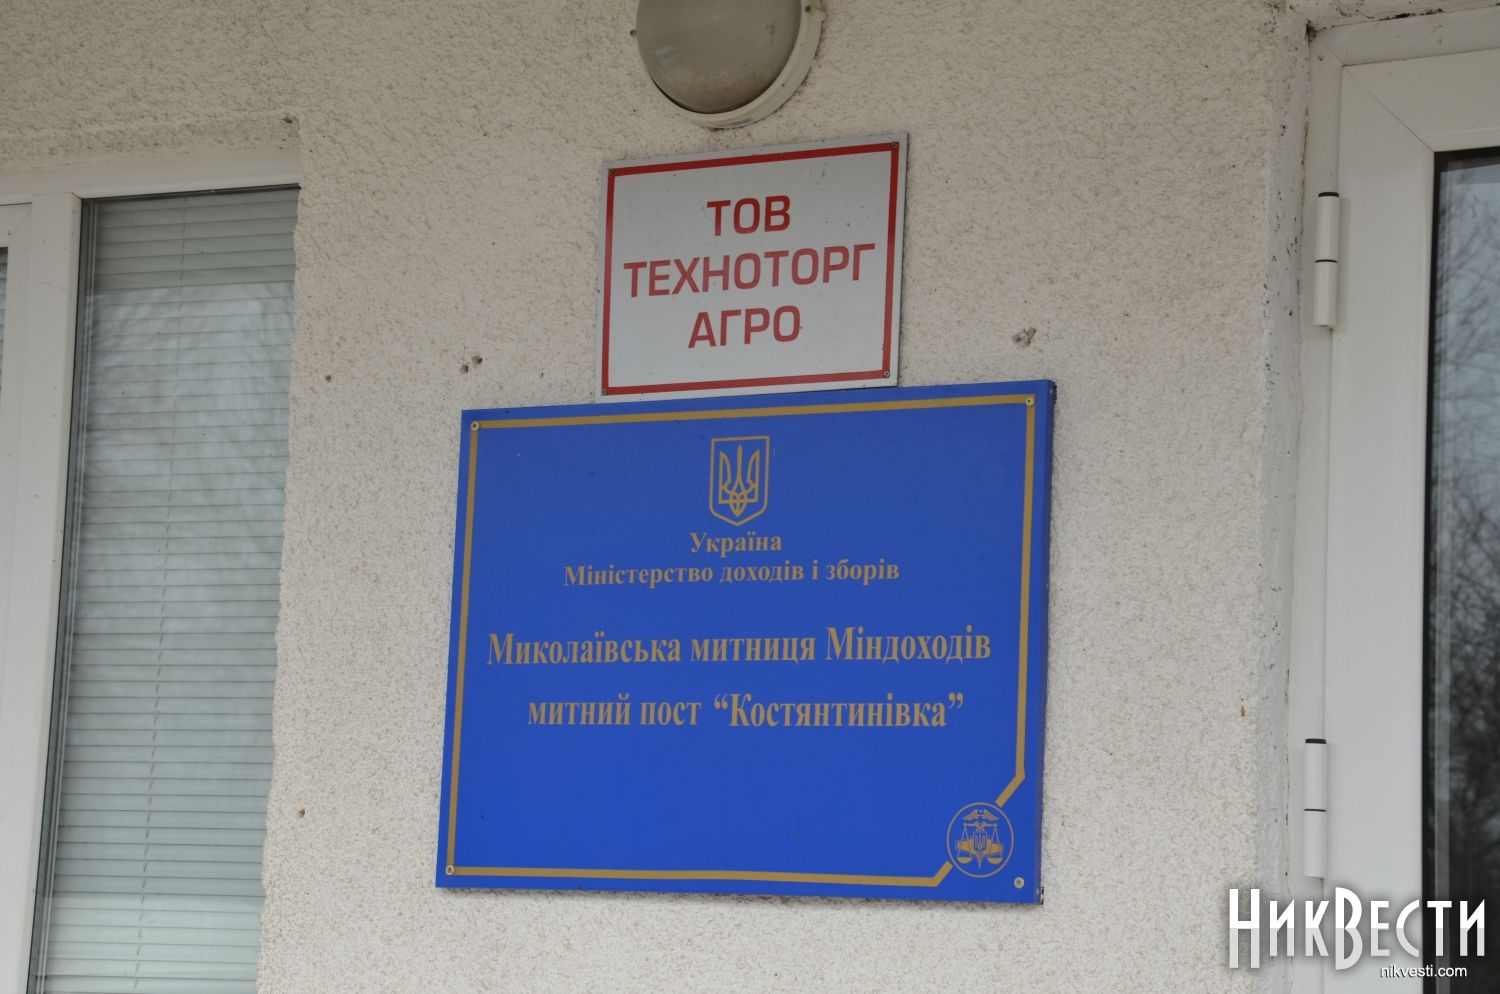 ТОВ
ТЕХНОТОРГ
АГРО
Україна
Міністерство доходів і зборів
Миколаївська митниця Міндоходів
митний пост “Костянтинівка”
НикВести
nikvesti.com